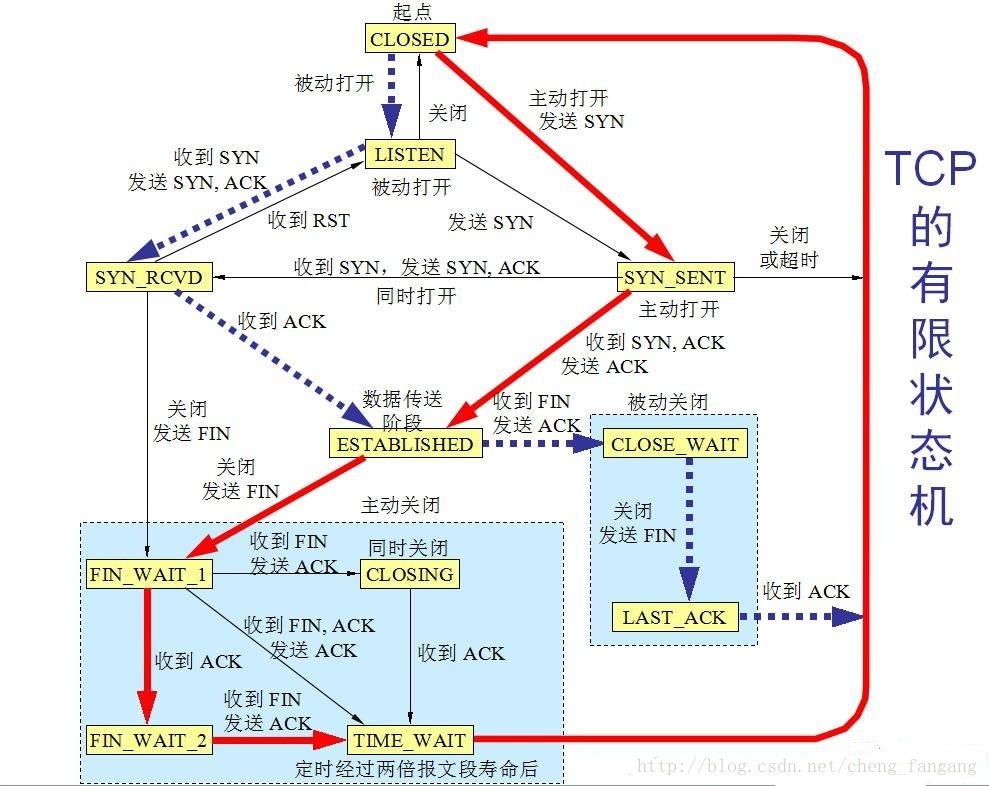 起点
CLOSED
被动打开
关闭
主动打开
发送 SYN
LISTEN
被动打开
收到 SYN
发送 SYN, ACK
收到 RST
发送 SYN
关闭
或超时
SYN_RCVD
收到 SYN，发送 SYN, ACK
同时打开
SYN_SENT
主动打开
收到 ACK
收到 SYN, ACK
发送 ACK
关闭
发送 FIN
数据传送
阶段
ESTABLISHED
收到 FIN
发送 ACK
被动关闭
CLOSE_WAIT
关闭
发送 FIN
关闭
发送 FIN
LAST_ACK
收到 ACK
主动关闭
FIN_WAIT_1
收到 FIN
发送 ACK
同时关闭
CLOSING
收到 FIN, ACK
发送 ACK
收到 ACK
收到 ACK
收到 FIN
发送 ACK
FIN_WAIT_2
TIME_WAIT
定时经过两倍报文段寿命后
TCP
的
有
限
状
态
机
http://blog.csdn.net/cheng_fangang